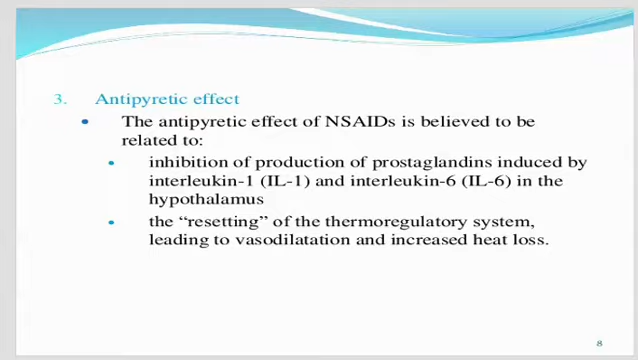 3. Antipyretic effect
• The antipyretic effect of NSAIDs is believed to be
related to:
• inhibition of production of prostaglandins induced by
interleukin-1 (IL-1) and interleukin-6 (IL-6) in the
hypothalamus
• the “resetting” of the thermoregulatory system,
leading to vasodilatation and increased heat loss.
8